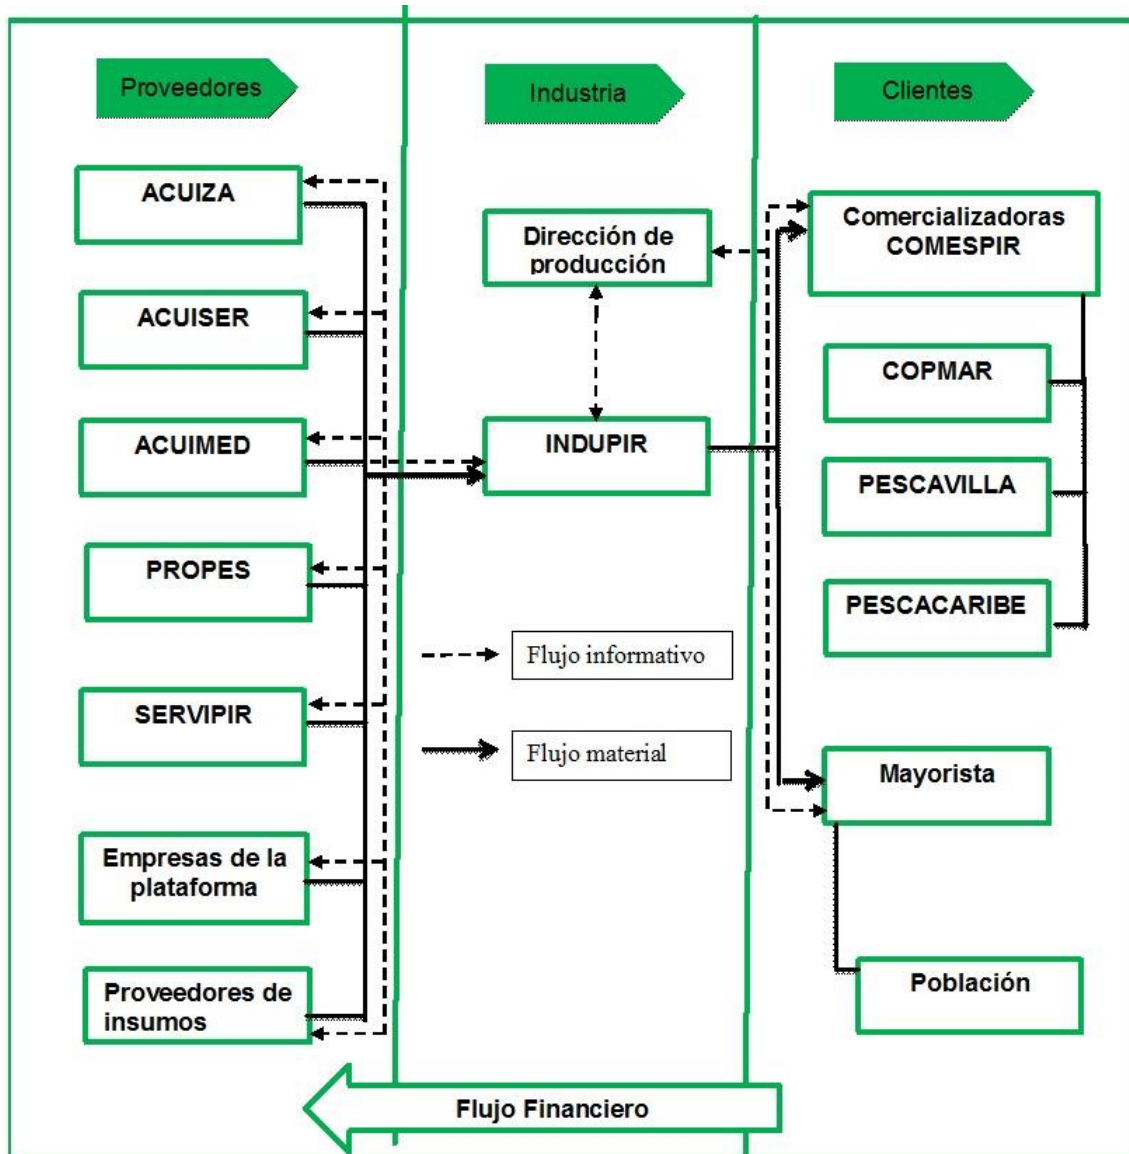 Proveedores
Industria
Clientes
ACUIZA
ACUISER
ACUIMED
PROPES
SERVIPIR
Empresas de la
plataforma
Proveedores de
insumos
Dirección de
producción
INDUPIR
Flujo informativo
Flujo material
Comercializadoras
COMESPIR
COPMAR
PESCAVILLA
PESCACARIBE
Mayorista
Población
Flujo Financiero